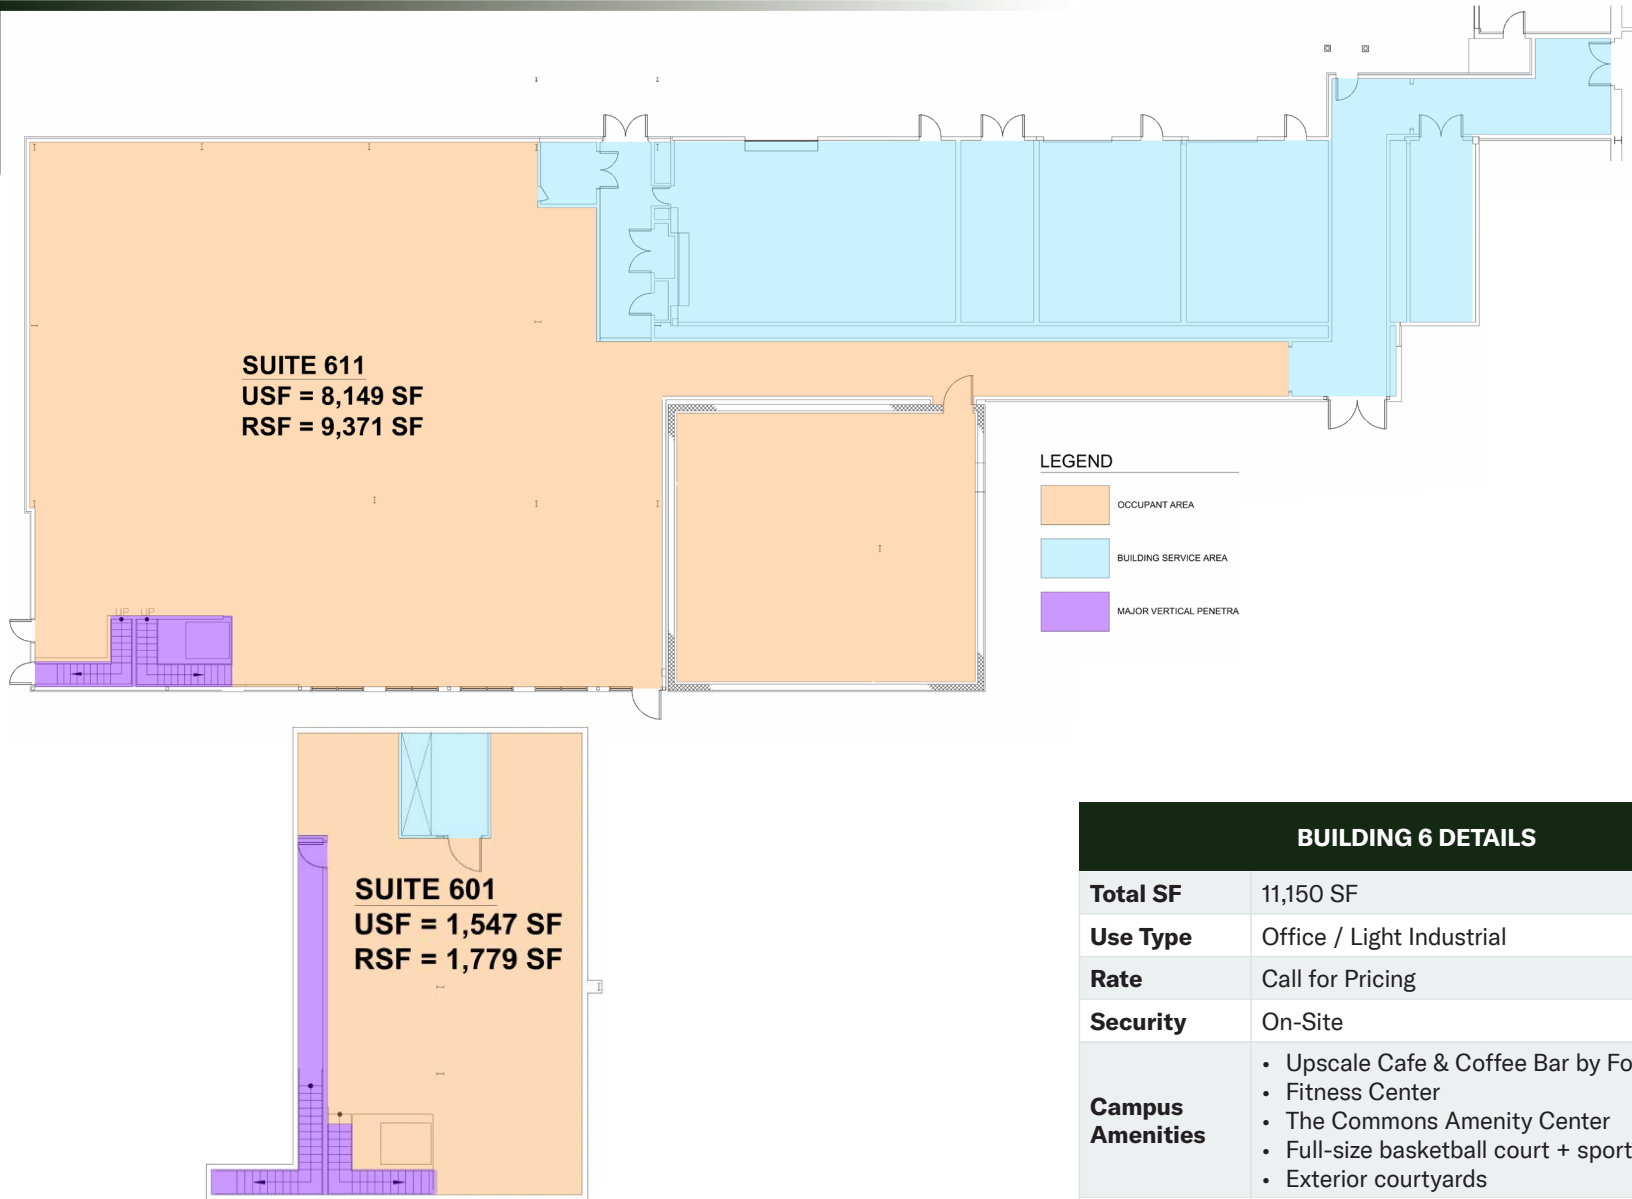 SUITE 611
USF = 8,149 SF
RSF = 9,371 SF
LEGEND
OCCUPANT AREA
BUILDING SERVICE AREA
MAJOR VERTICAL PENETRA
UP UP
SUITE 601
USF = 1,547 SF
RSF = 1,779 SF
BUILDING 6 DETAILS
Total SF 11,150 SF
Use Type Office / Light Industrial
Rate Call for Pricing
Security On-Site
Campus Amenities
• Upscale Cafe & Coffee Bar by Fo
• Fitness Center
• The Commons Amenity Center
• Full-size basketball court + sport
• Exterior courtyards